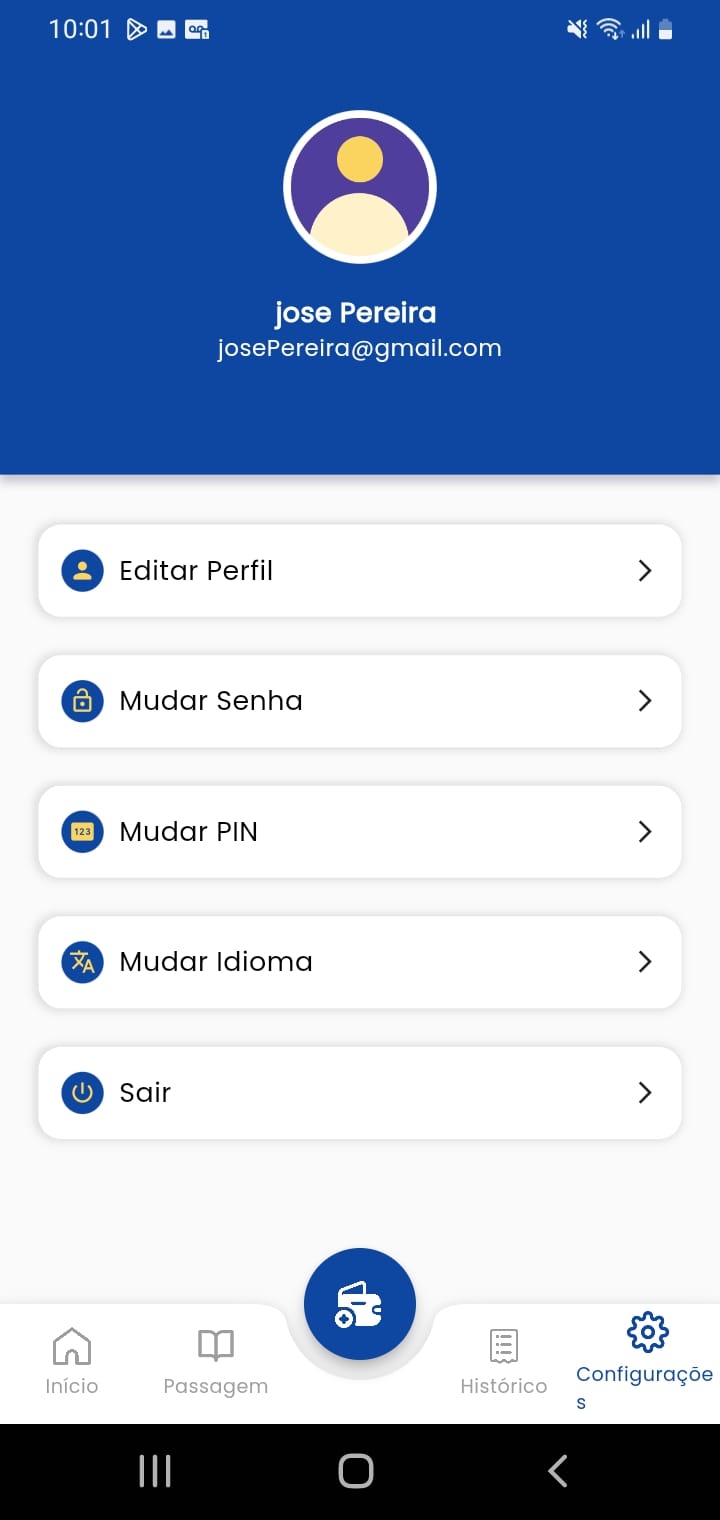 10:01
jose Pereira
josePereira@gmail.com
Editar Perfil
Mudar Senha
123
Mudar PIN
Mudar Idioma
Sair
Início
Passagem
Histórico
Configuraçõe
s